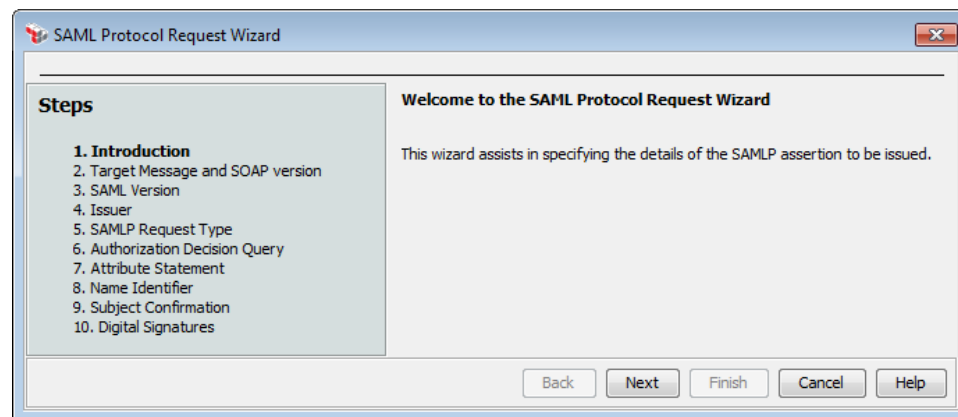 SAML Protocol Request Wizard
Steps
1. Introduction
2. Target Message and SOAP version
3. SAML Version
4. Issuer
5. SAMLP Request Type
6. Authorization Decision Query
7. Attribute Statement
8. Name Identifier
9. Subject Confirmation
10. Digital Signatures
Welcome to the SAML Protocol Request Wizard
This wizard assists in specifying the details of the SAMLP assertion to be issued.
Back Next Finish Cancel Help